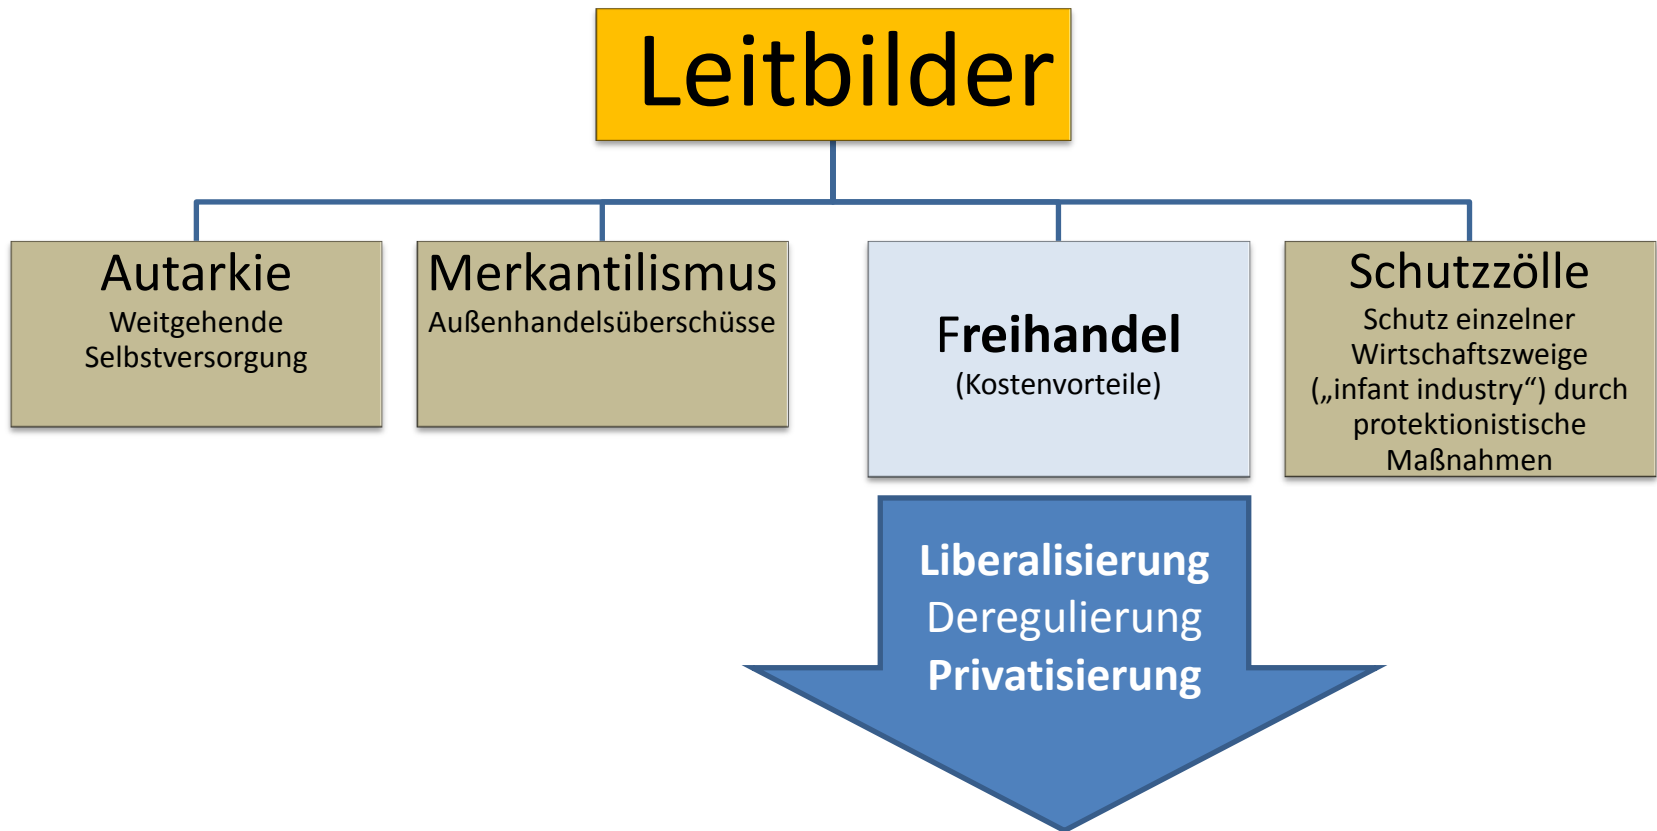 Leitbilder
Autarkie
Weitgehende
Selbstversorgung
Merkantilismus
Außenhandelsüberschüsse
Freihandel
(Kostenvorteile)
Schutzzölle
Schutz einzelner
Wirtschaftszweige
(„infant industry“) durch
protektionistische
Maßnahmen
Liberalisierung
Deregulierung
Privatisierung